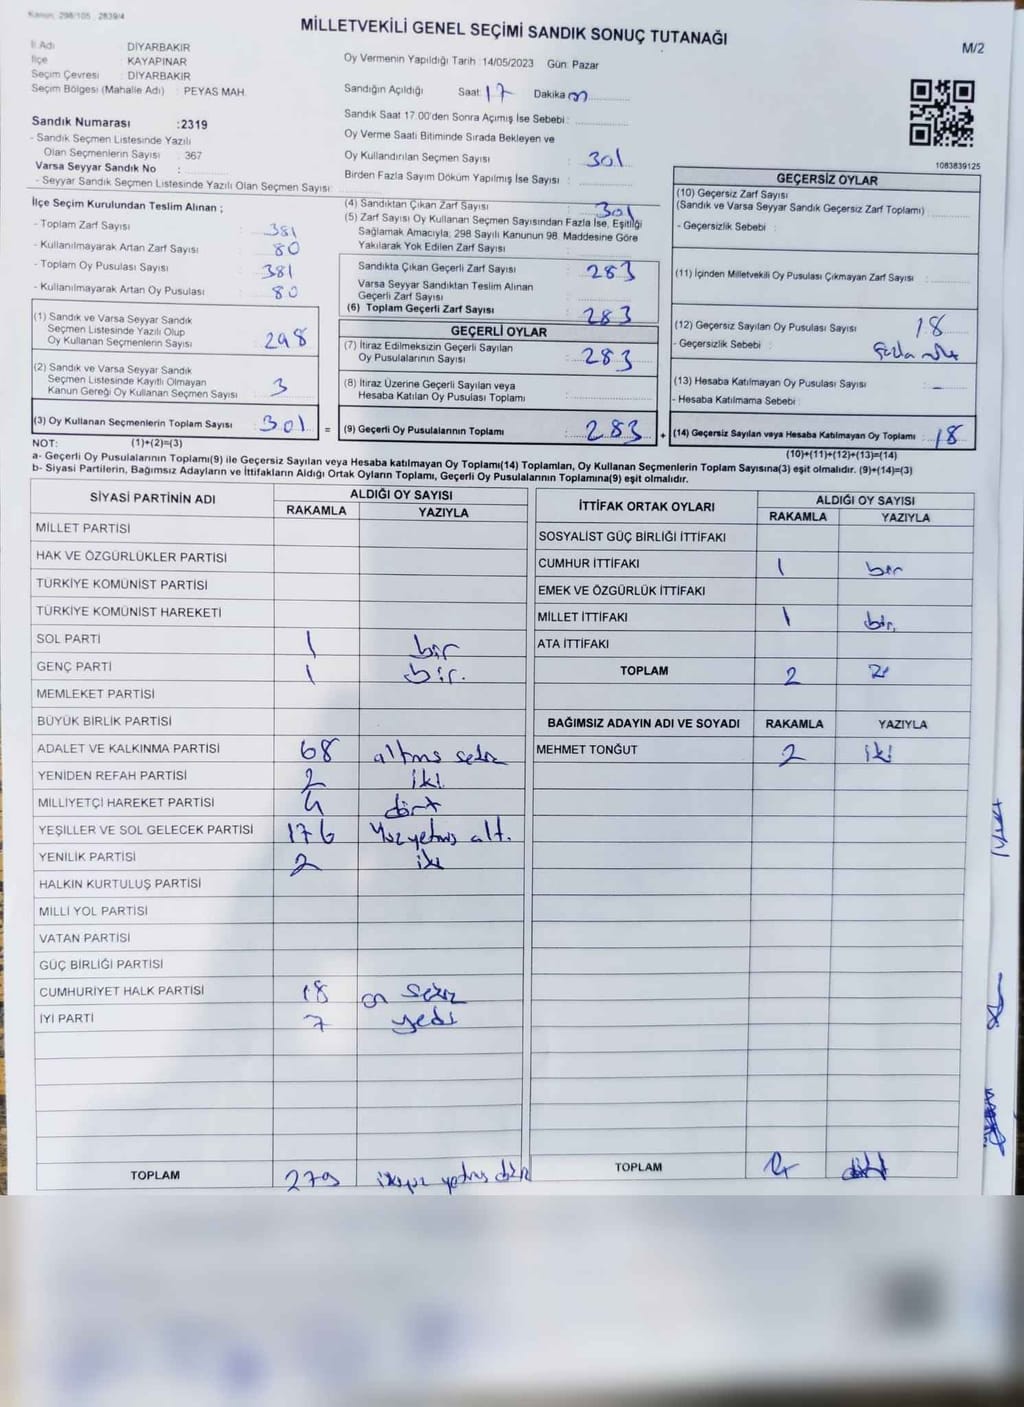 Kanun: 298/105 , 2839/4
MİLLETVEKİLİ GENEL SEÇİMİ SANDIK SONUÇ TUTANAĞI
M/2
İl Adı : DİYARBAKIR
İlçe : KAYAPINAR
Seçim Çevresi : DİYARBAKIR
Seçim Bölgesi (Mahalle Adı) : PEYAS MAH.
Oy Vermenin Yapıldığı Tarih :14/05/2023 Gün: Pazar
Sandığın Açıldığı Saat: 17 Dakika
Sandık Saat 17:00'den Sonra Açımış İse Sebebi :
Oy Verme Saati Bitiminde Sırada Bekleyen ve
Oy Kullandırılan Seçmen Sayısı : 301
Birden Fazla Sayım Döküm Yapılmış İse Sayısı :
Sandık Numarası :2319
- Sandık Seçmen Listesinde Yazılı
Olan Seçmenlerin Sayısı : 367
Varsa Seyyar Sandık No :
- Seyyar Sandık Seçmen Listesinde Yazılı Olan Seçmen Sayısı :
1083839125
İlçe Seçim Kurulundan Teslim Alınan ;
- Toplam Zarf Sayısı : 381
- Kullanılmayarak Artan Zarf Sayısı : 80
- Toplam Oy Pusulası Sayısı : 381
- Kullanılmayarak Artan Oy Pusulası : 80
(1) Sandık ve Varsa Seyyar Sandık
Seçmen Listesinde Yazılı Olup
Oy Kullanan Seçmenlerin Sayısı : 298
(2) Sandık ve Varsa Seyyar Sandık
Seçmen Listesinde Kayıtlı Olmayan
Kanun Gereği Oy Kullanan Seçmen Sayısı : 3
(3) Oy Kullanan Seçmenlerin Toplam Sayısı : 301 =
(4) Sandıktan Çıkan Zarf Sayısı : 301
(5) Zarf Sayısı Oy Kullanan Seçmen Sayısından Fazla İse, Eşitliği
Sağlamak Amacıyla; 298 Sayılı Kanunun 98. Maddesine Göre
Yakılarak Yok Edilen Zarf Sayısı :
Sandıkta Çıkan Geçerli Zarf Sayısı : 283
Varsa Seyyar Sandıktan Teslim Alınan
Geçerli Zarf Sayısı :
(6) Toplam Geçerli Zarf Sayısı : 283
GEÇERLİ OYLAR
(7) İtiraz Edilmeksizin Geçerli Sayılan
Oy Pusulalarının Sayısı : 283
(8) İtiraz Üzerine Geçerli Sayılan veya
Hesaba Katılan Oy Pusulası Toplamı :
(9) Geçerli Oy Pusulalarının Toplamı : 283 +
GEÇERSİZ OYLAR
(10) Geçersiz Zarf Sayısı
(Sandık ve Varsa Seyyar Sandık Geçersiz Zarf Toplamı) :
- Geçersizlik Sebebi :
(11) İçinden Milletvekili Oy Pusulası Çıkmayan Zarf Sayısı :
(12) Geçersiz Sayılan Oy Pusulası Sayısı : 18
- Geçersizlik Sebebi : fazla
(13) Hesaba Katılmayan Oy Pusulası Sayısı : -
- Hesaba Katılmama Sebebi :
(14) Geçersiz Sayılan veya Hesaba Katılmayan Oy Toplamı : 18
NOT: (1)+(2)=(3) (10)+(11)+(12)+(13)=(14)
a- Geçerli Oy Pusulalarının Toplamı(9) ile Geçersiz Sayılan veya Hesaba katılmayan Oy Toplamı(14) Toplamları, Oy Kullanan Seçmenlerin Toplam Sayısına(3) eşit olmalıdır. (9)+(14)=(3)
b- Siyasi Partilerin, Bağımsız Adayların ve İttifakların Aldığı Ortak Oyların Toplamı, Geçerli Oy Pusulalarının Toplamına(9) eşit olmalıdır.
SİYASİ PARTİNİN ADI ALDIĞI OY SAYISI
RAKAMLA YAZIYLA
MİLLET PARTİSİ
HAK VE ÖZGÜRLÜKLER PARTİSİ
TÜRKİYE KOMÜNİST PARTİSİ
TÜRKİYE KOMÜNİST HAREKETİ
SOL PARTİ 1 bir
GENÇ PARTİ 1 bir.
MEMLEKET PARTİSİ
BÜYÜK BİRLİK PARTİSİ
ADALET VE KALKINMA PARTİSİ 68 altmış sekiz
YENİDEN REFAH PARTİSİ 2 iki
MİLLİYETÇİ HAREKET PARTİSİ 4 dört
YEŞİLLER VE SOL GELECEK PARTİSİ 176 Yüzyetmiş alt.
YENİLİK PARTİSİ 2 iki
HALKIN KURTULUŞ PARTİSİ
MİLLİ YOL PARTİSİ
VATAN PARTİSİ
GÜÇ BİRLİĞİ PARTİSİ
CUMHURİYET HALK PARTİSİ 18 on sekiz
İYİ PARTİ 7 yedi
TOPLAM 279 ikiyüz yetmiş
İTTİFAK ORTAK OYLARI ALDIĞI OY SAYISI
RAKAMLA YAZIYLA
SOSYALİST GÜÇ BİRLİĞİ İTTİFAKI
CUMHUR İTTİFAKI 1 bir
EMEK VE ÖZGÜRLÜK İTTİFAKI
MİLLET İTTİFAKI 1 bir.
ATA İTTİFAKI
TOPLAM 2
BAĞIMSIZ ADAYIN ADI VE SOYADI RAKAMLA YAZIYLA
MEHMET TONĞUT 2 iki
TOPLAM